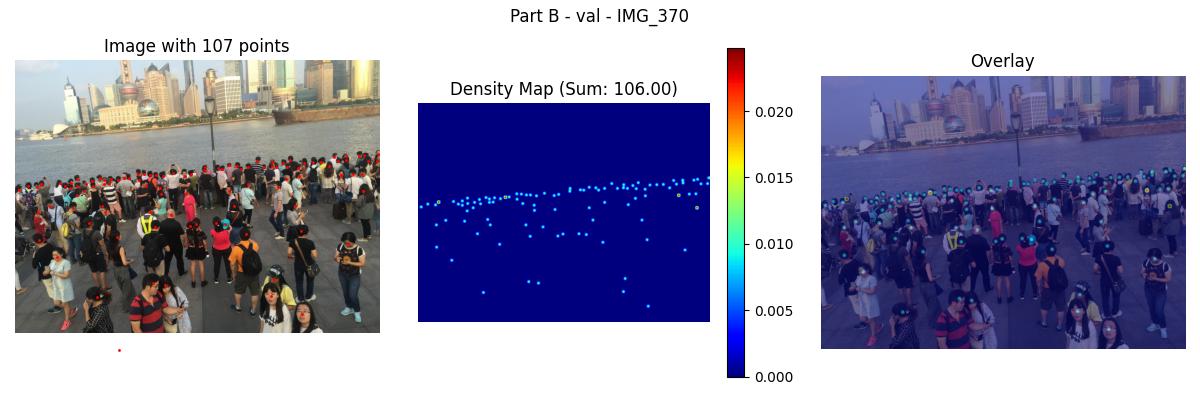 Part B - val - IMG_370
Image with 107 points
Density Map (Sum: 106.00)
Overlay
0.020
0.015
0.010
0.005
0.000